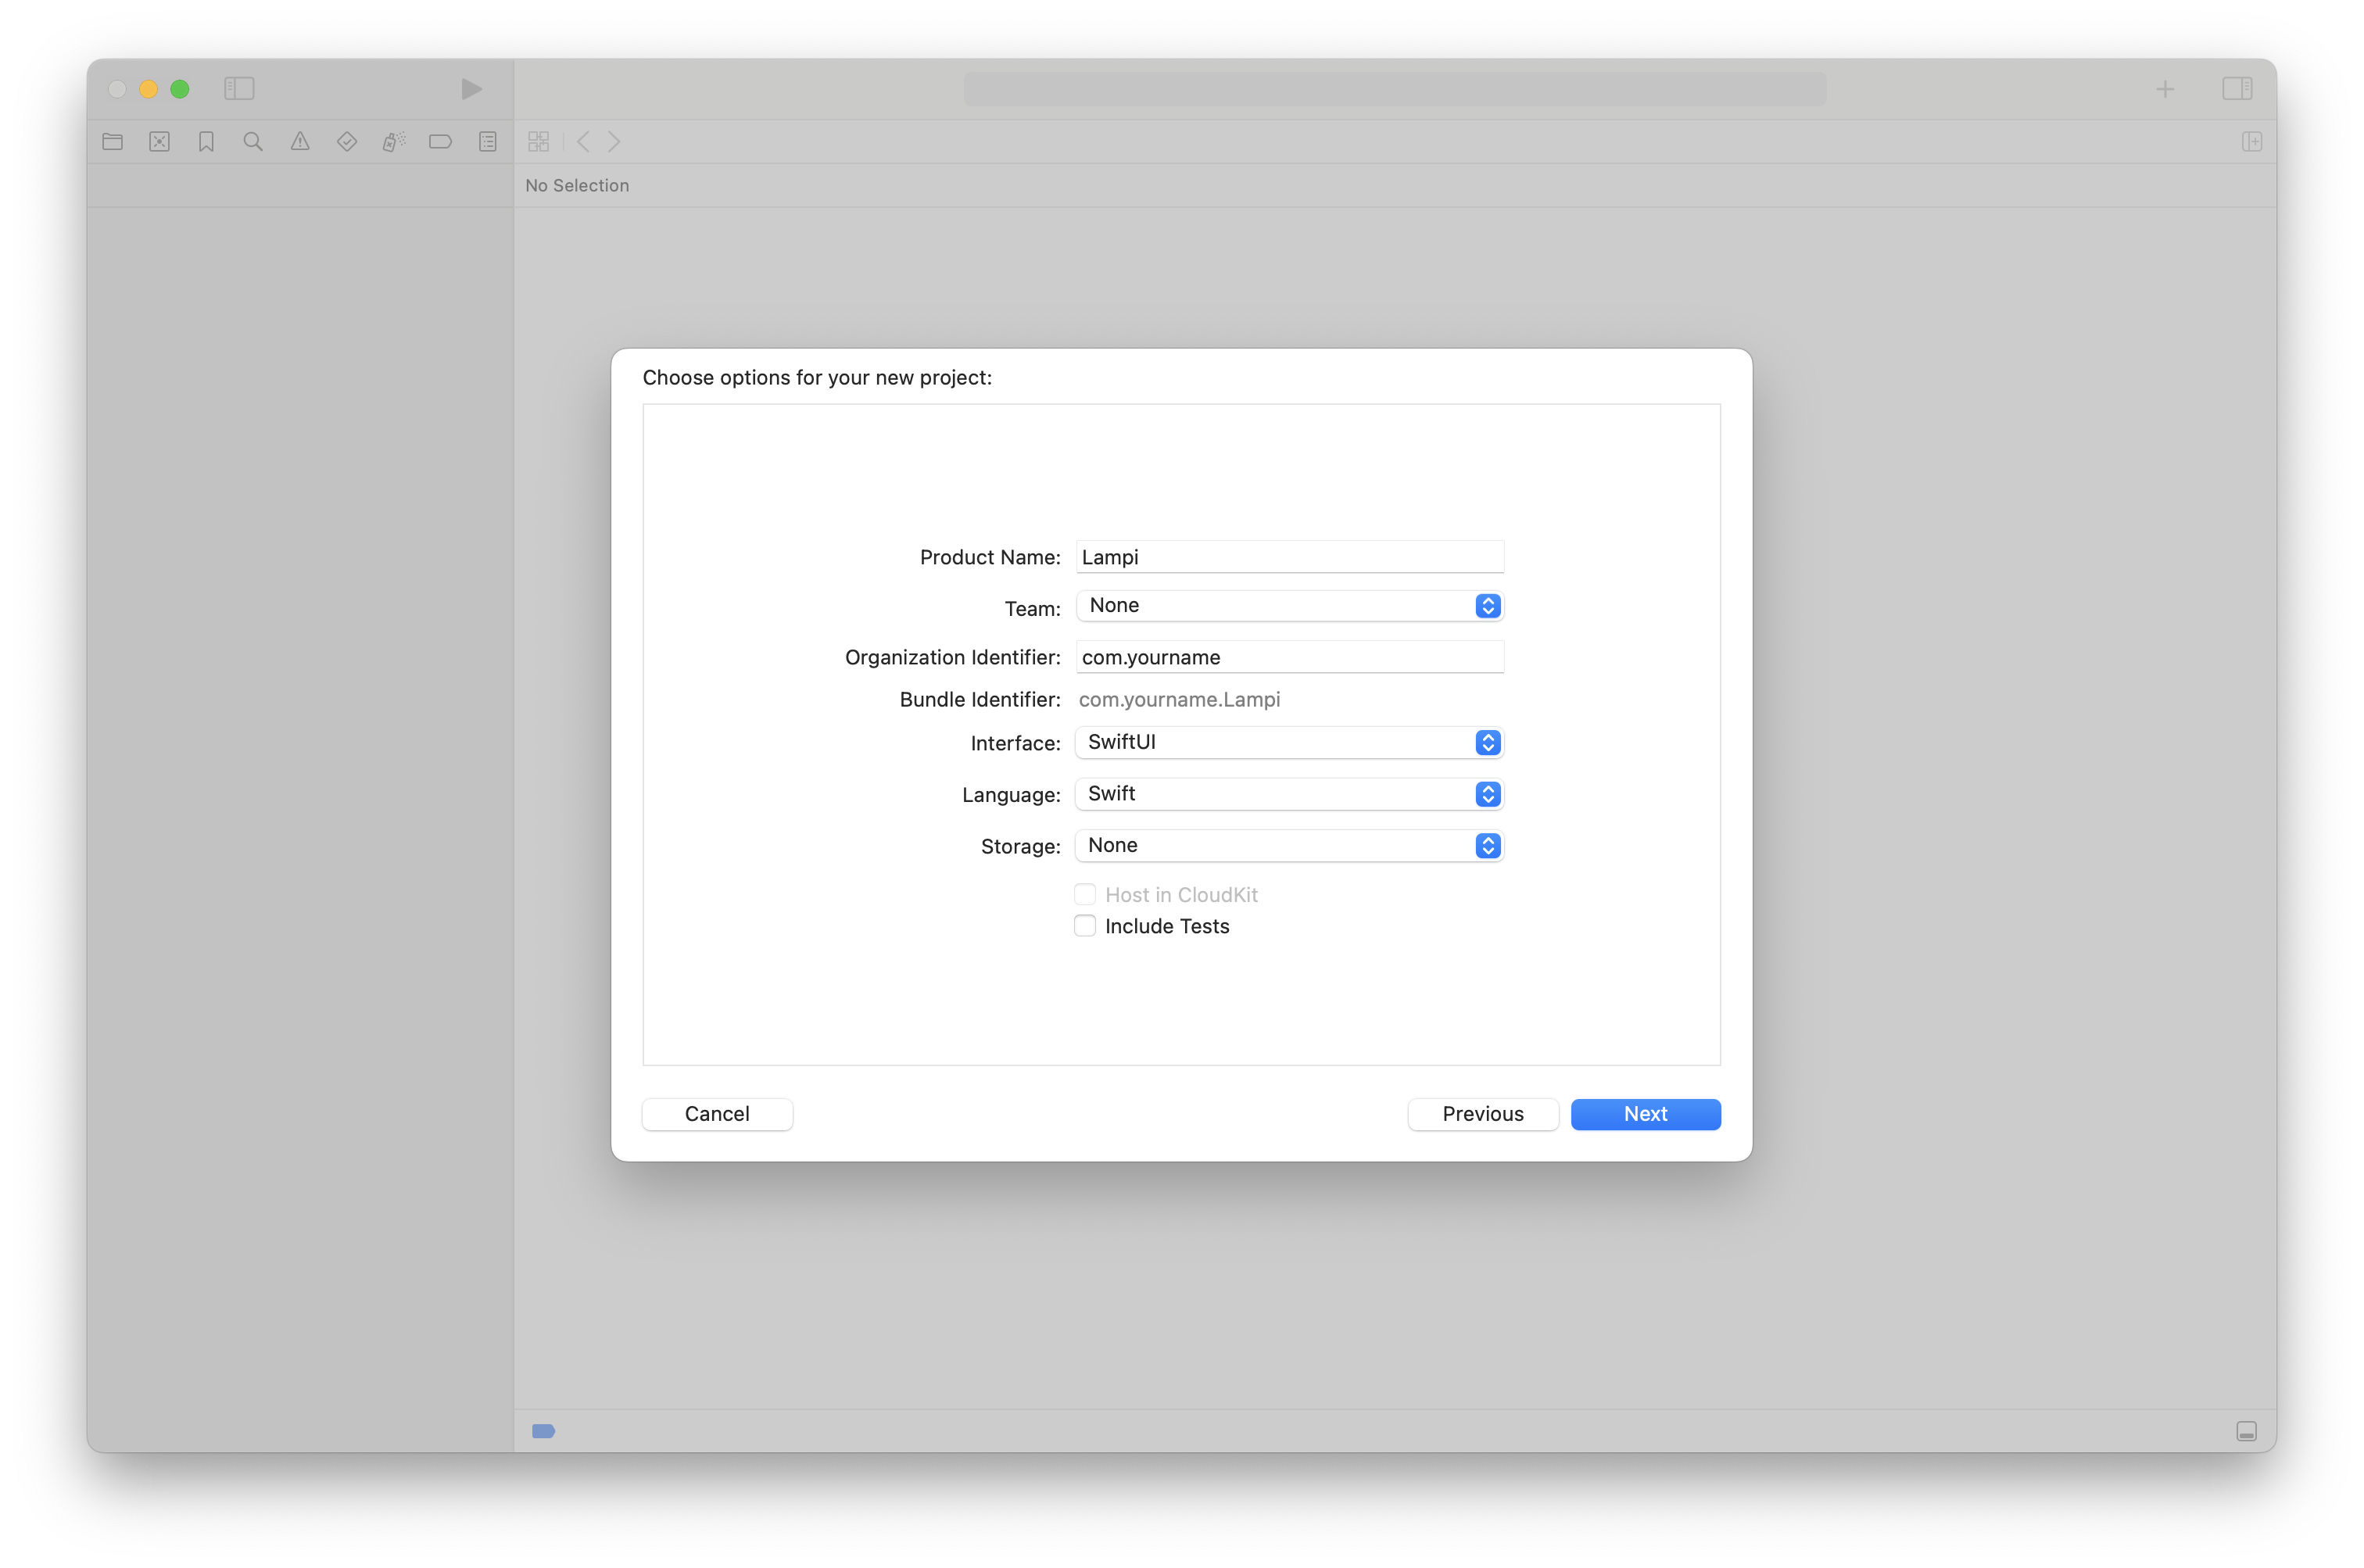 No Selection
Choose options for your new project:
Product Name: Lampi
Team: None
Organization Identifier: com.yourname
Bundle Identifier: com.yourname.Lampi
Interface: SwiftUI
Language: Swift
Storage: None
Host in CloudKit
Include Tests
Cancel Previous Next